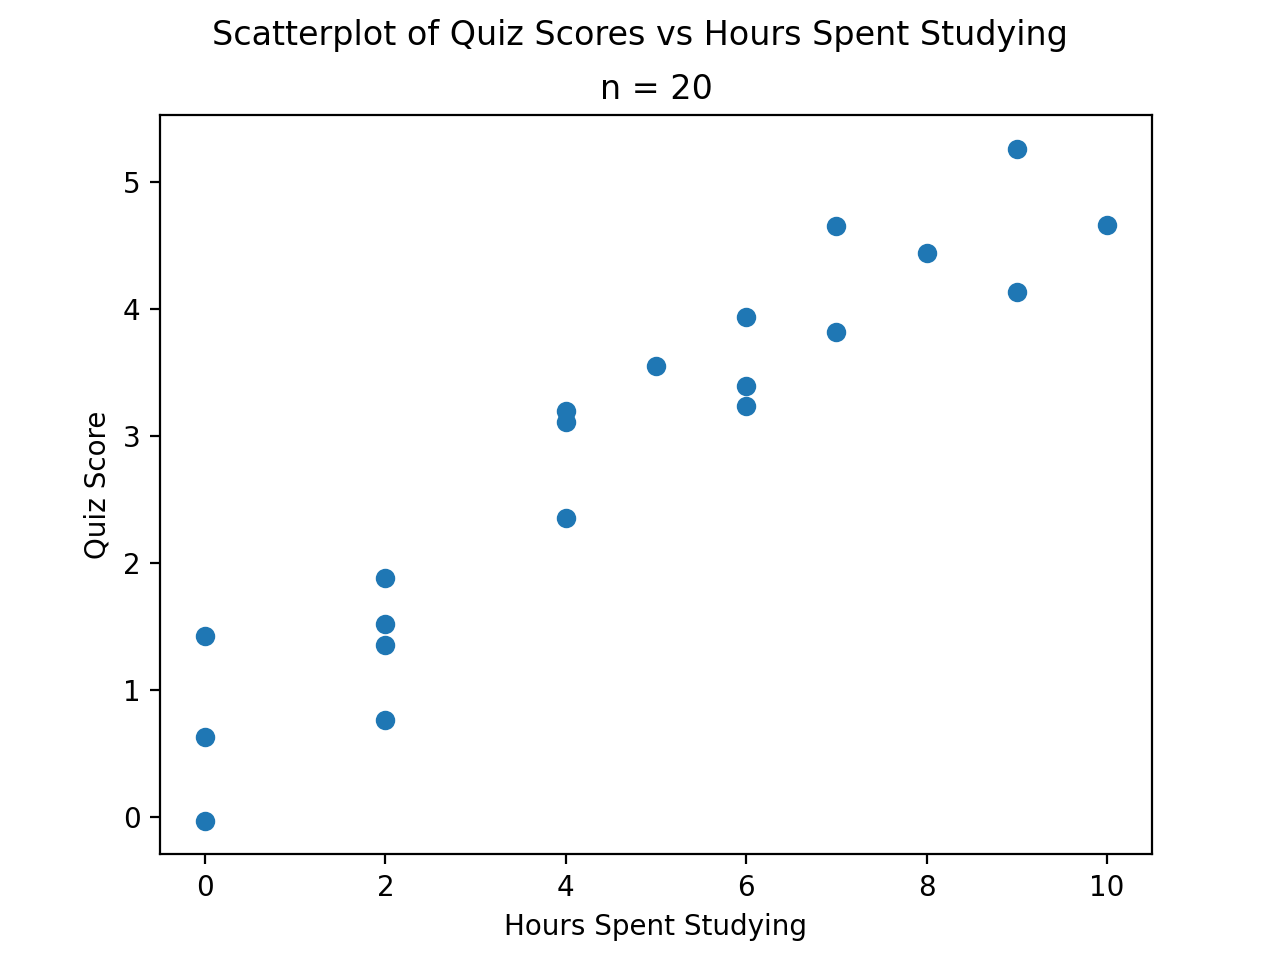 Scatterplot of Quiz Scores vs Hours Spent Studying
n = 20
Quiz Score
5
4
3
2
1
0
0 2 4 6 8 10
Hours Spent Studying